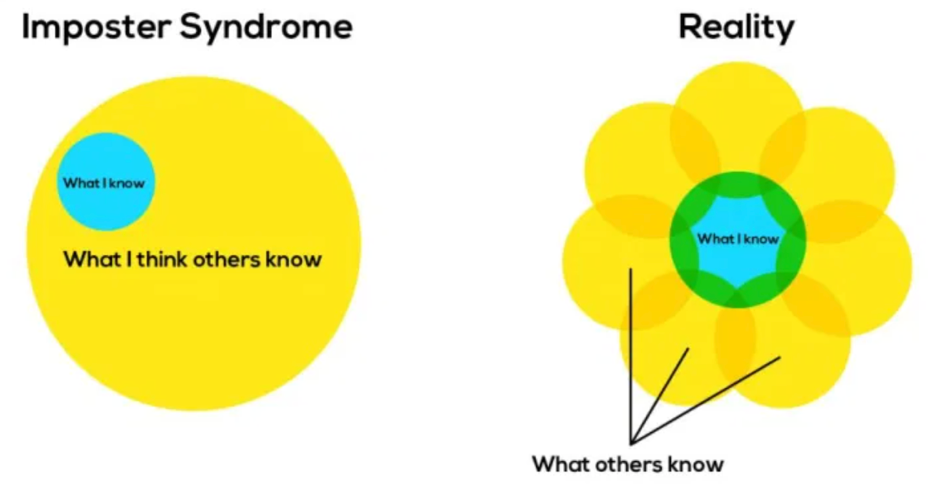 Imposter Syndrome
What I know
What I think others know
Reality
What I know
What others know